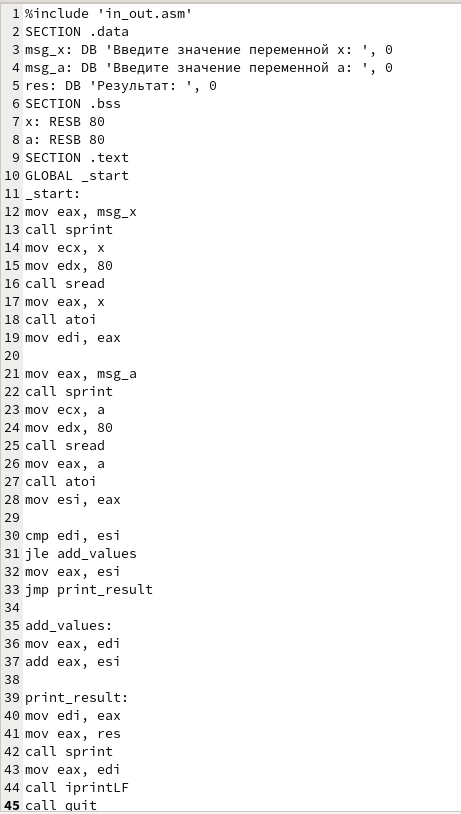 1 %include 'in_out.asm'
2 SECTION .data
3 msg_x: DB 'Введите значение переменной x: ', 0
4 msg_a: DB 'Введите значение переменной a: ', 0
5 res: DB 'Результат: ', 0
6 SECTION .bss
7 x: RESB 80
8 a: RESB 80
9 SECTION .text
10 GLOBAL _start
11 _start:
12 mov eax, msg_x
13 call sprint
14 mov ecx, x
15 mov edx, 80
16 call sread
17 mov eax, x
18 call atoi
19 mov edi, eax
20
21 mov eax, msg_a
22 call sprint
23 mov ecx, a
24 mov edx, 80
25 call sread
26 mov eax, a
27 call atoi
28 mov esi, eax
29
30 cmp edi, esi
31 jle add_values
32 mov eax, esi
33 jmp print_result
34
35 add_values:
36 mov eax, edi
37 add eax, esi
38
39 print_result:
40 mov edi, eax
41 mov eax, res
42 call sprint
43 mov eax, edi
44 call iprintLF
45 call quit